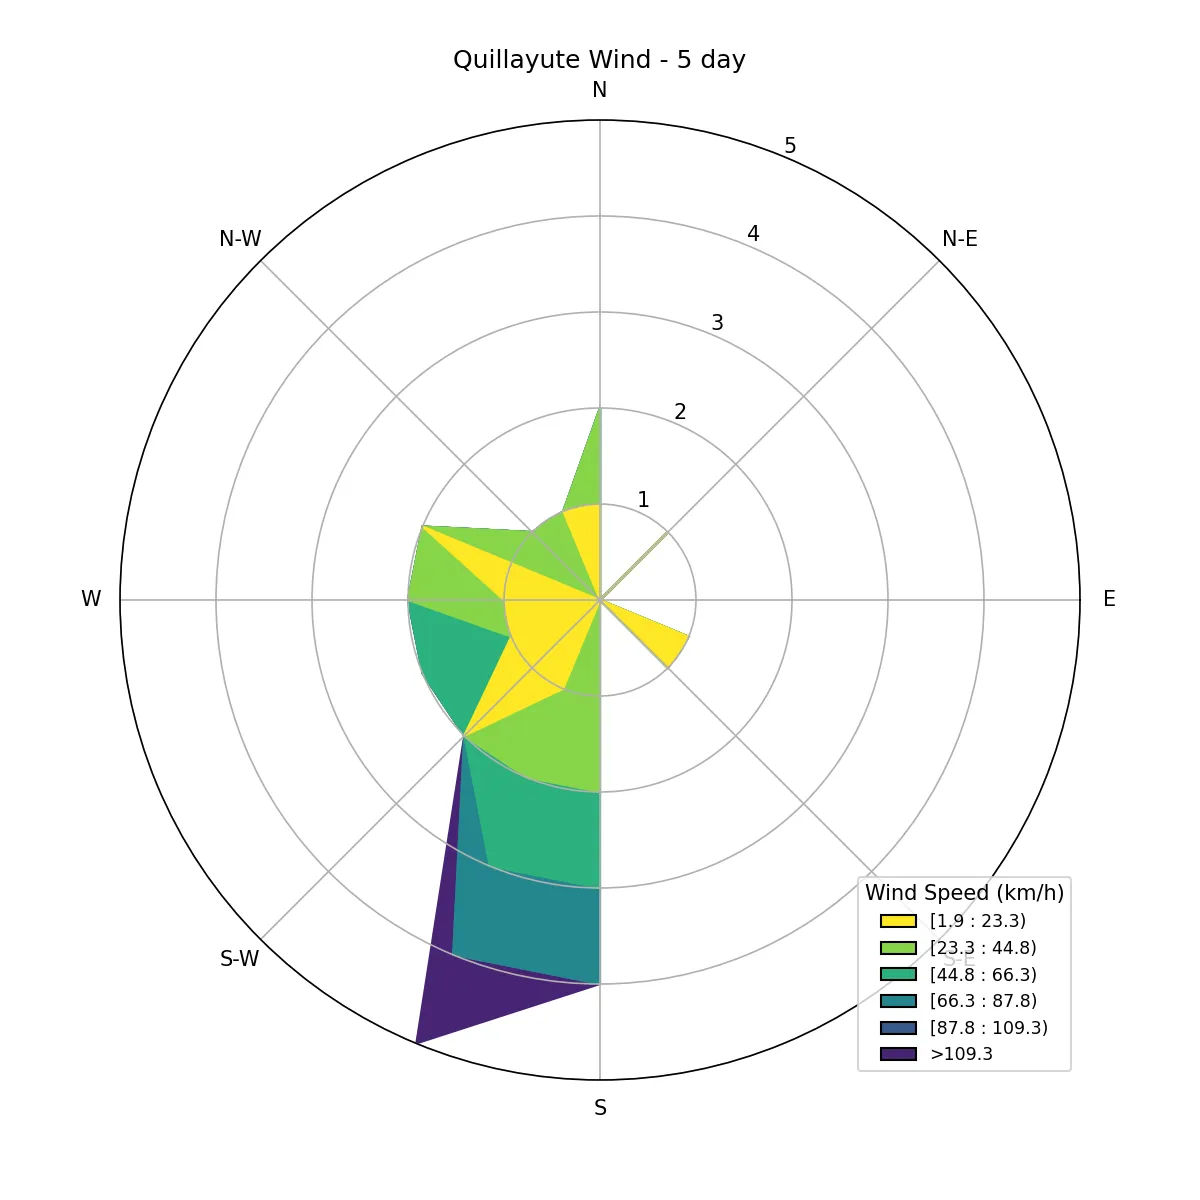 Quillayute Wind - 5 day
N
5
N-W
N-E
4
3
2
1
W
E
S-W
S-E
S
Wind Speed (km/h)
[1.9 : 23.3)
[23.3 : 44.8)
[44.8 : 66.3)
[66.3 : 87.8)
[87.8 : 109.3)
>109.3